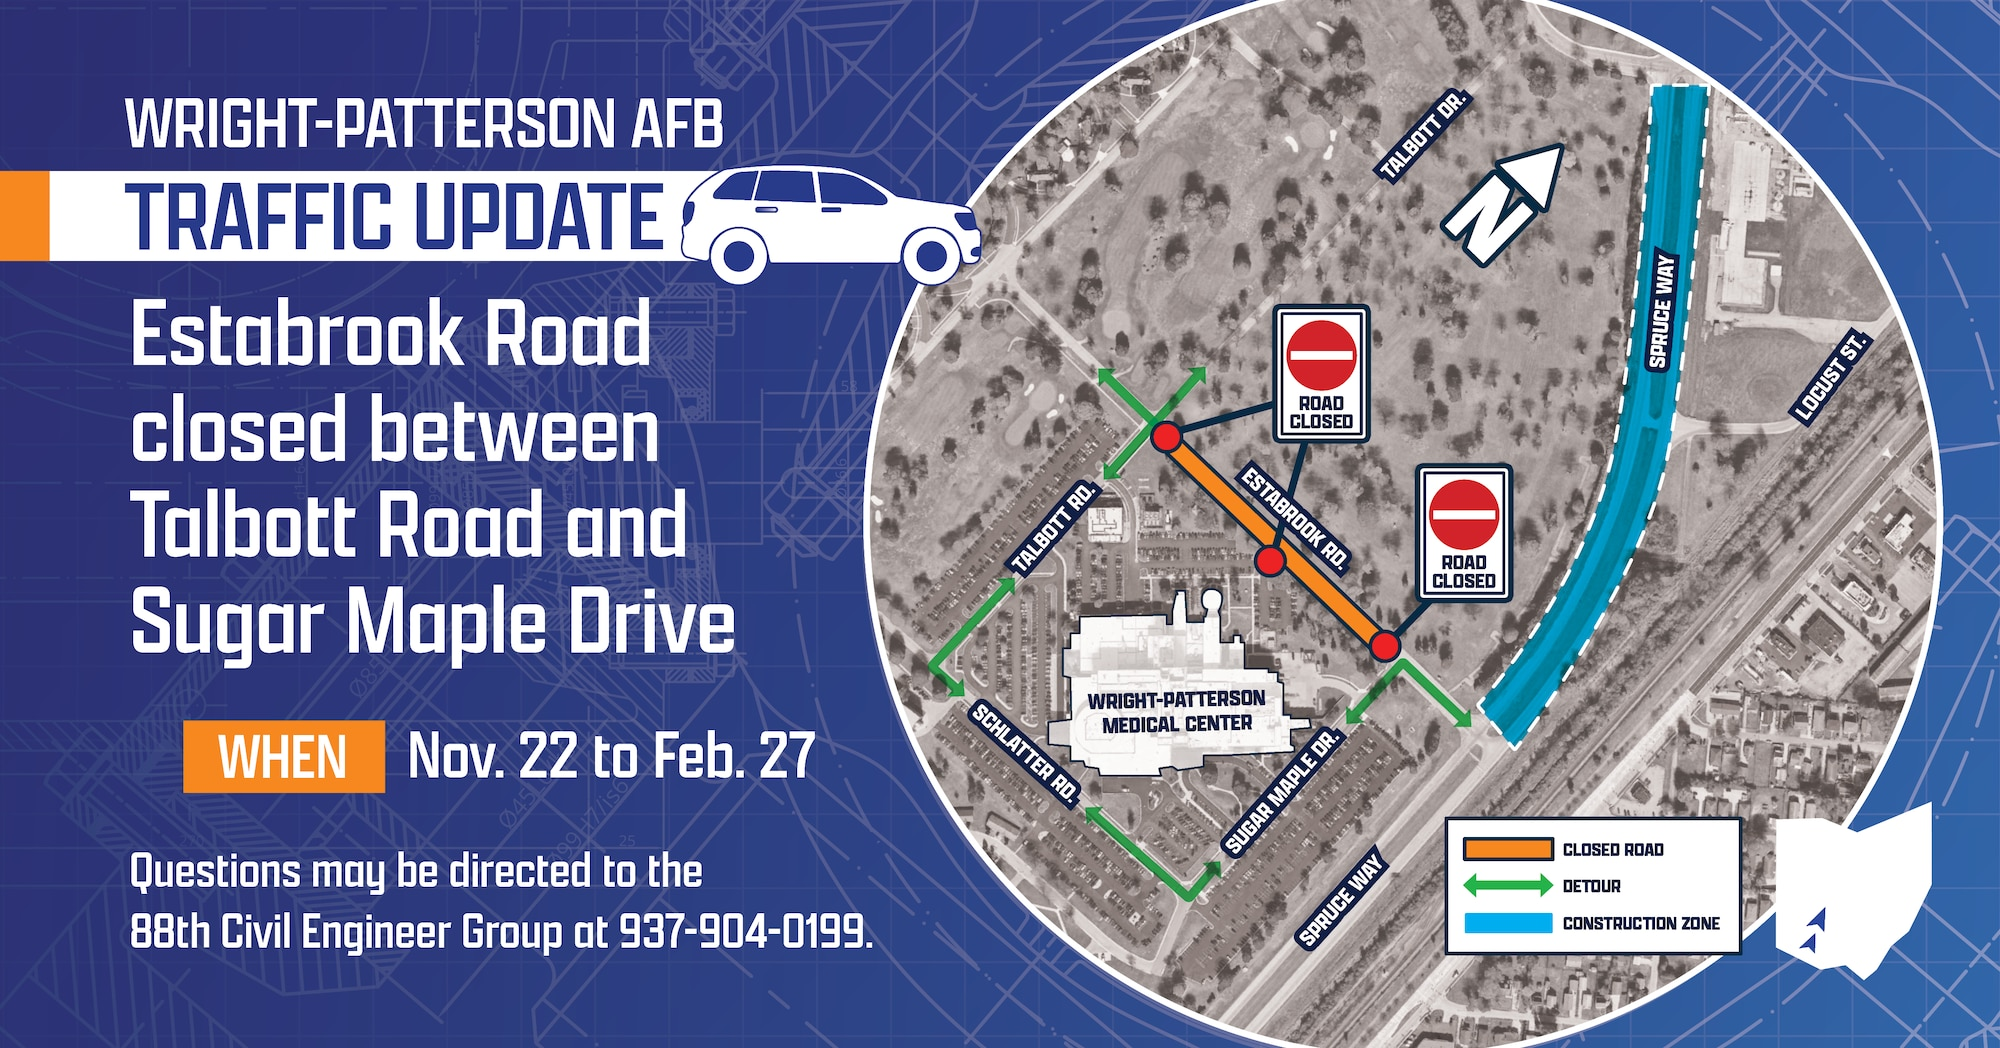 WRIGHT-PATTERSON AFB
TRAFFIC UPDATE
Estabrook Road
closed between
Talbott Road and
Sugar Maple Drive
WHEN
Nov. 22 to Feb. 27
Questions may be directed to the
88th Civil Engineer Group at 937-904-0199.
TALBOTT DR.
N
SPRUCE WAY
LOCUST ST.
ROAD
CLOSED
ESTABROOK RD.
ROAD
CLOSED
TALBOTT RD.
WRIGHT-PATTERSON
MEDICAL CENTER
SCHLATTER RD.
SUGAR MAPLE DR.
SPRUCE WAY
CLOSED ROAD
DETOUR
CONSTRUCTION ZONE